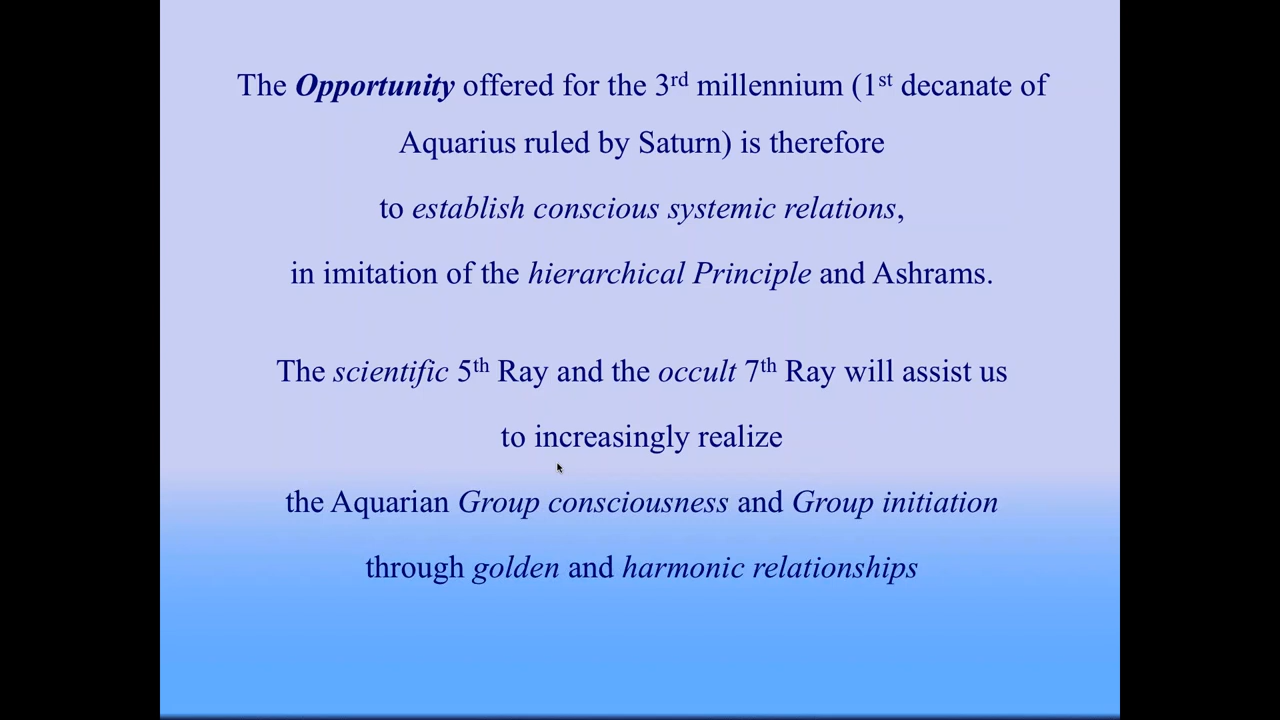 The Opportunity offered for the 3rd millennium (1st decanate of
Aquarius ruled by Saturn) is therefore
to establish conscious systemic relations,
in imitation of the hierarchical Principle and Ashrams.
The scientific 5th Ray and the occult 7th Ray will assist us
to increasingly realize
the Aquarian Group consciousness and Group initiation
through golden and harmonic relationships